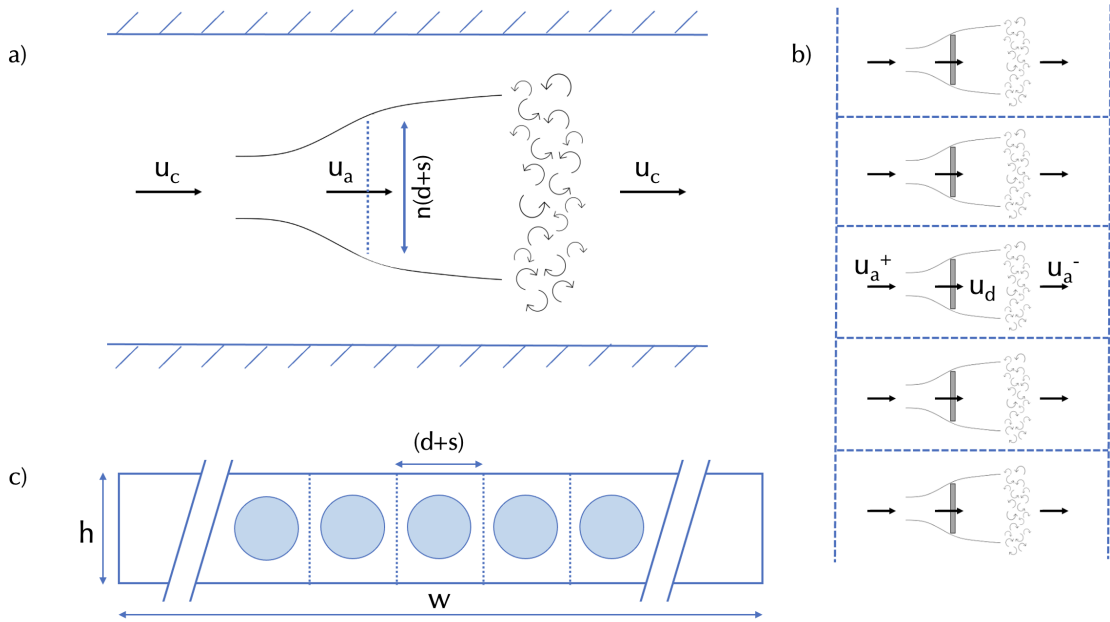 a)
u_c
u_a
n(d+s)
u_c
b)
u_a^+
u_d
u_a^-
c)
(d+s)
h
w